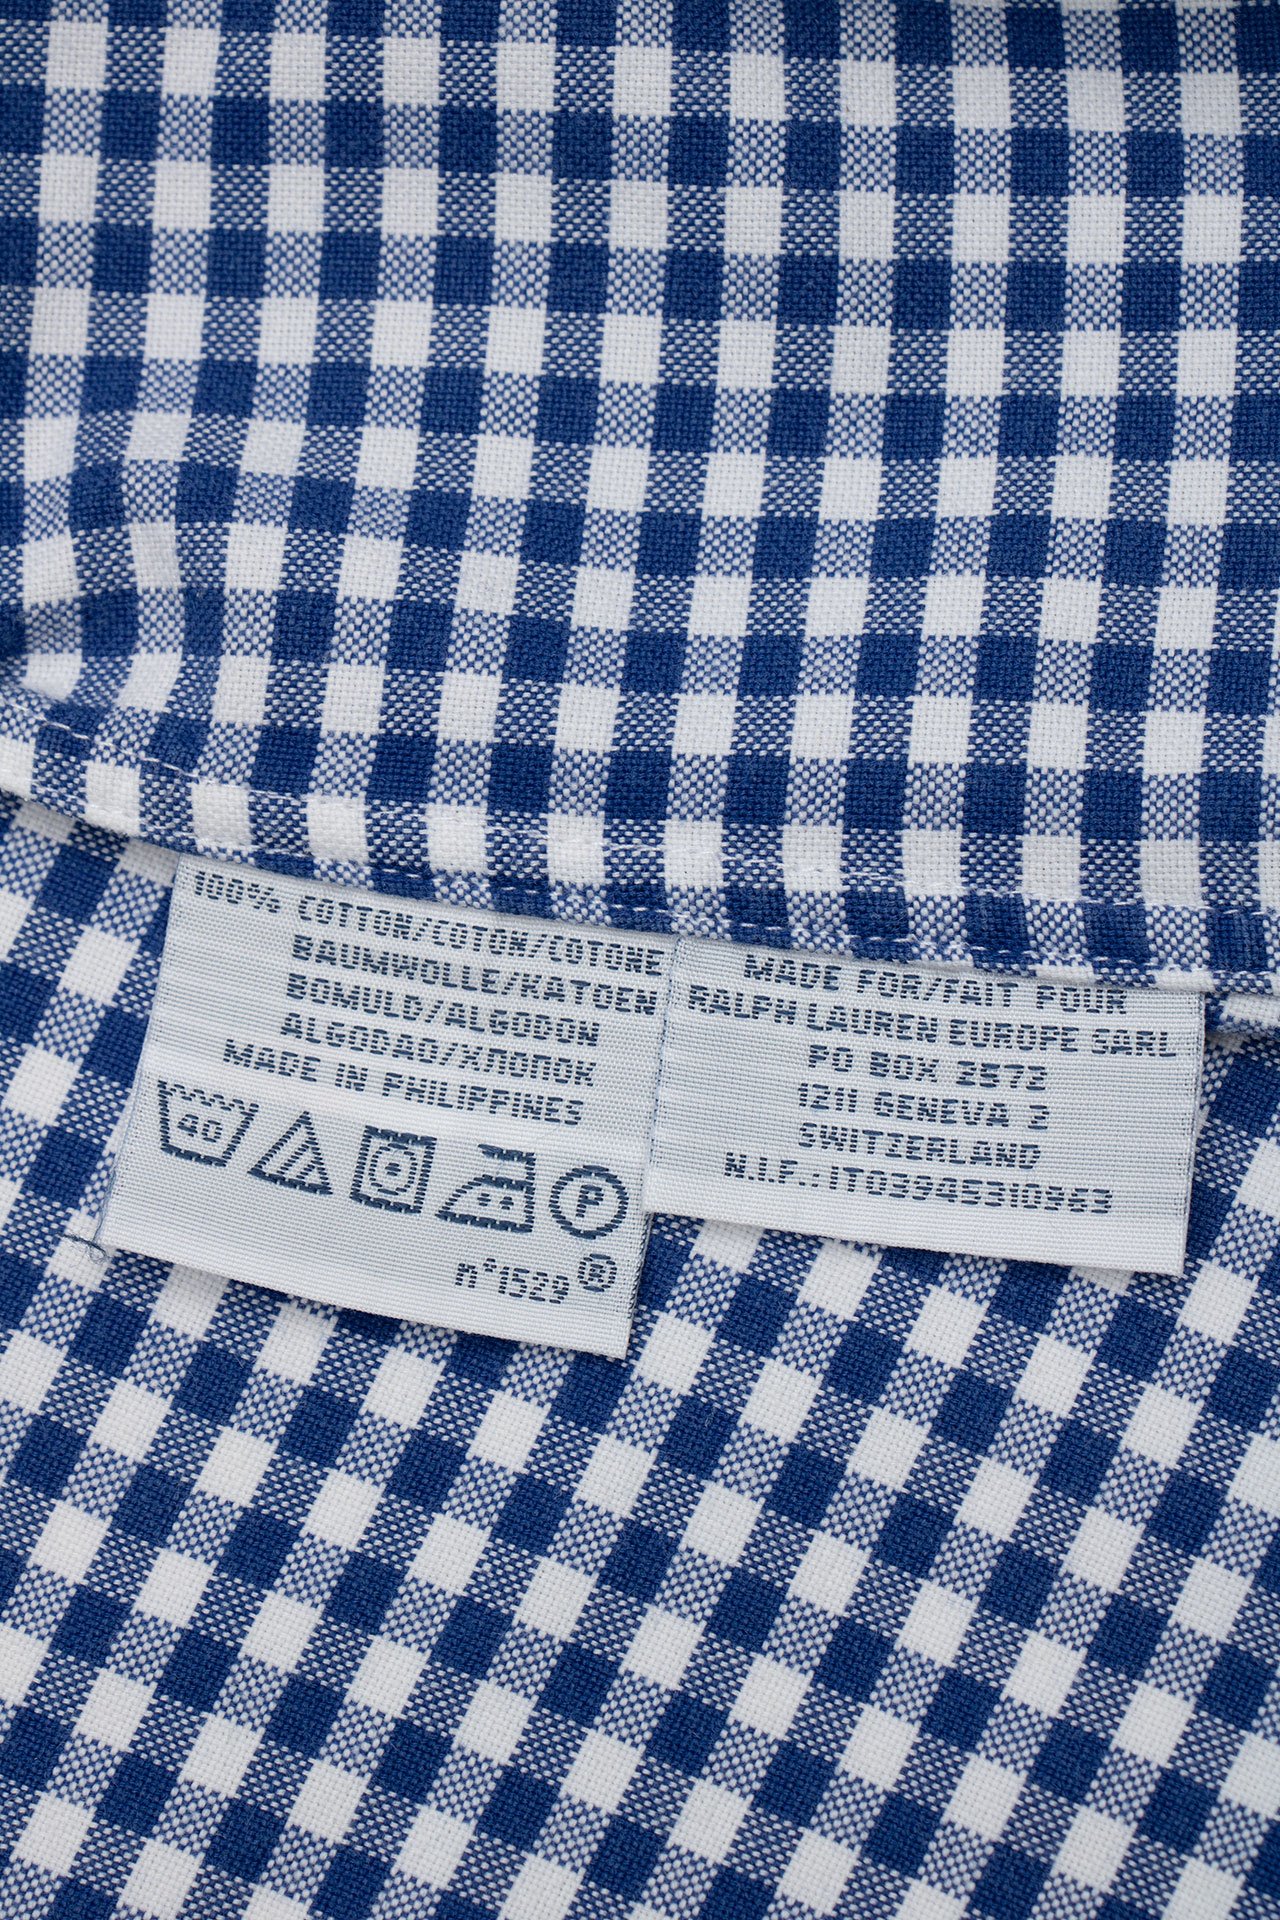 100% COTTON/COTON/COTONE
BAUMWOLLE/KATOEN
BOMULD/ALGODON
ALGODAO/ХЛОПОК
MADE IN PHILIPPINES
40
P
n°1529 ®
MADE FOR/FAIT POUR
RALPH LAUREN EUROPE SARL
PO BOX 2572
1211 GENEVA 2
SWITZERLAND
N.I.F.:IT03945310963